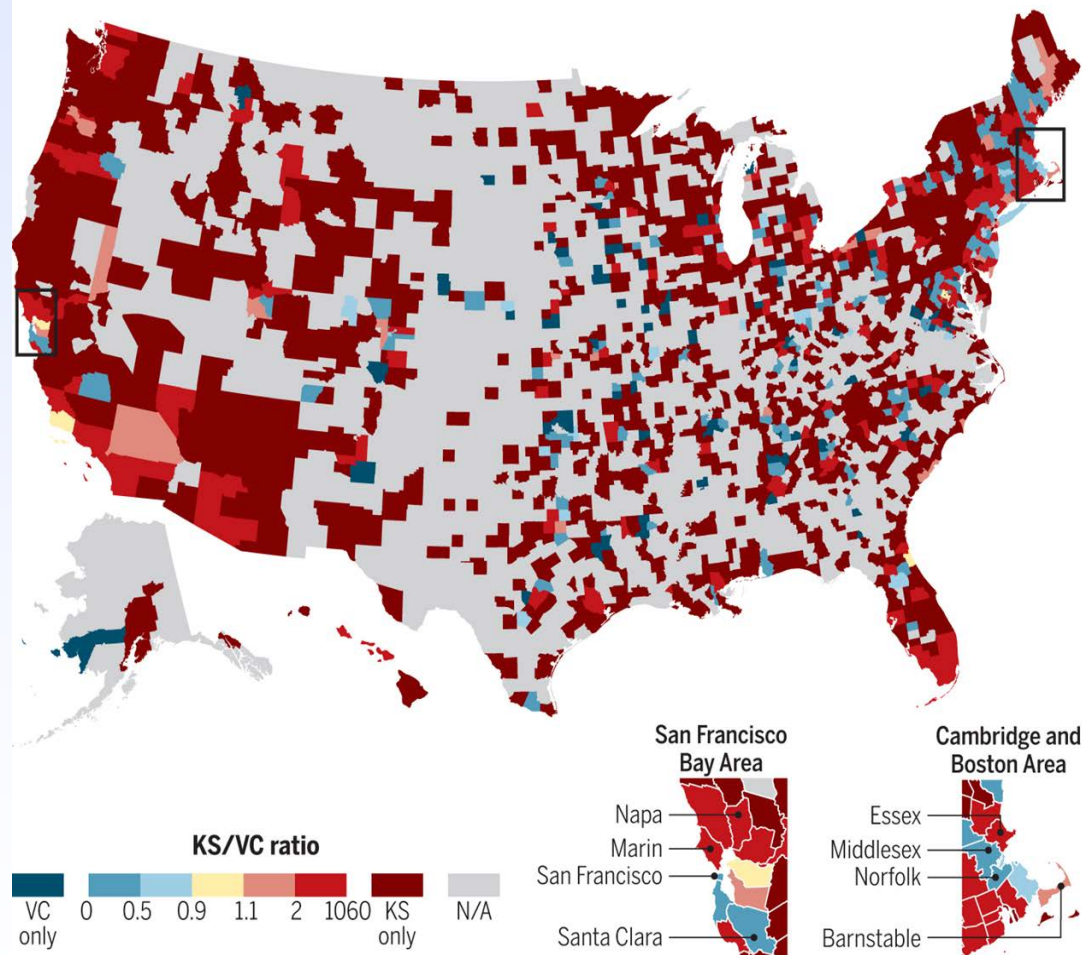 San Francisco
Bay Area
Napa
Marin
San Francisco
Santa Clara
Cambridge and
Boston Area
Essex
Middlesex
Norfolk
Barnstable
KS/VC ratio
VC only
0 0.5 0.9 1.1 2 1060
KS only
N/A